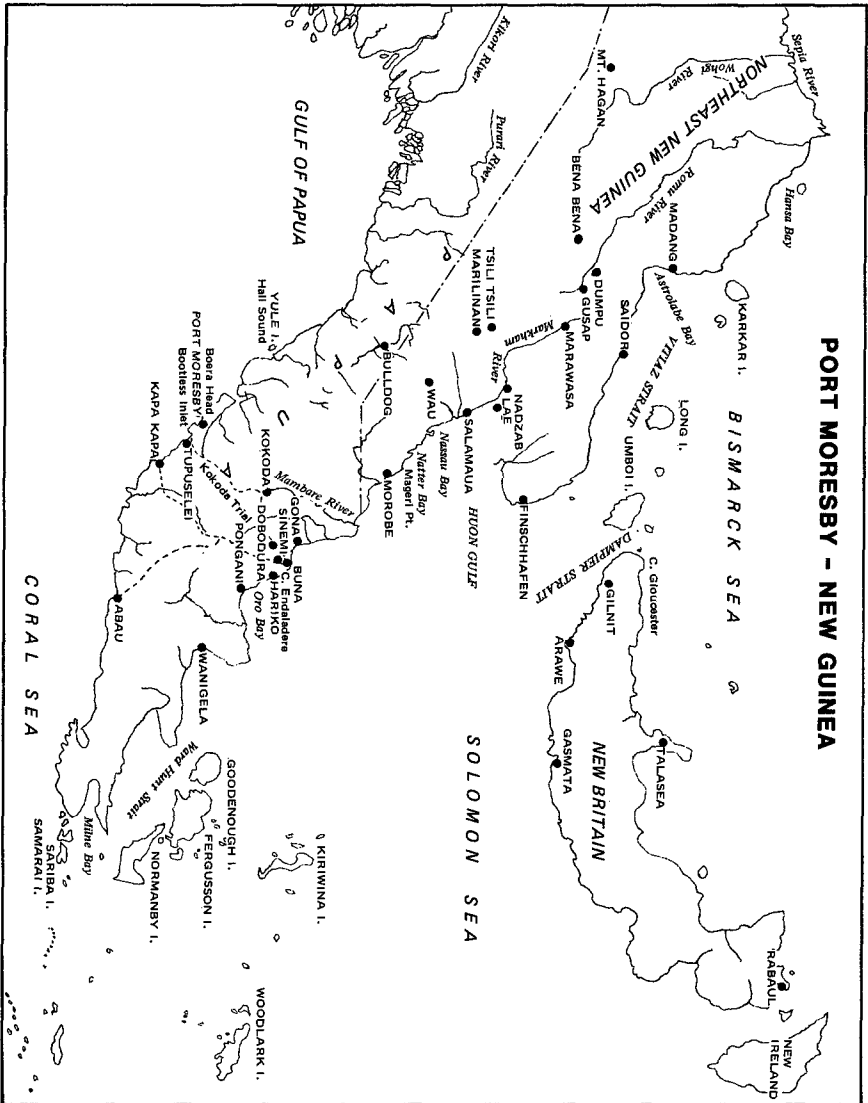 PORT MORESBY – NEW GUINEA
Sepia River
Hansa Bay
KARKAR I.
BISMARCK SEA
NORTHEAST NEW GUINEA
Wohgi River
MT. HAGAN
BENA BENA
Romu River
MADANG
Astrolabe Bay
VITIAZ STRAIT
LONG I.
UMBOI I.
SAIDOR
DUMPU
GUSAP
MARAWASA
Markham River
TSILI TSILI
MARILINAN
NADZAB
LAE
FINSCHHAFEN
DAMPIER STRAIT
C. Gloucester
GILNIT
ARAWE
GASMATA
TALASEA
NEW BRITAIN
RABAUL
NEW IRELAND
HUON GULF
SOLOMON SEA
SALAMAUA
WAU
Nassau Bay
Natter Bay
Mageri Pt.
MOROBE
BULLDOG
Kikori River
Purari River
GULF OF PAPUA
YULE I.
Hall Sound
Boera Head
PORT MORESBY
Bootless Inlet
TUPUSELEI
KAPA KAPA
Kokoda Trial
KOKODA
Mambare River
GONA
SINEMI
DOBODURA
BUNA
C. Endaladere
HARIKO
Oro Bay
PONGANI
ABAU
WANIGELA
Ward Hunt Strait
GOODENOUGH I.
FERGUSSON I.
NORMANBY I.
KIRIWINA I.
WOODLARK I.
Milne Bay
SARIBA I.
SAMARAI I.
CORAL SEA